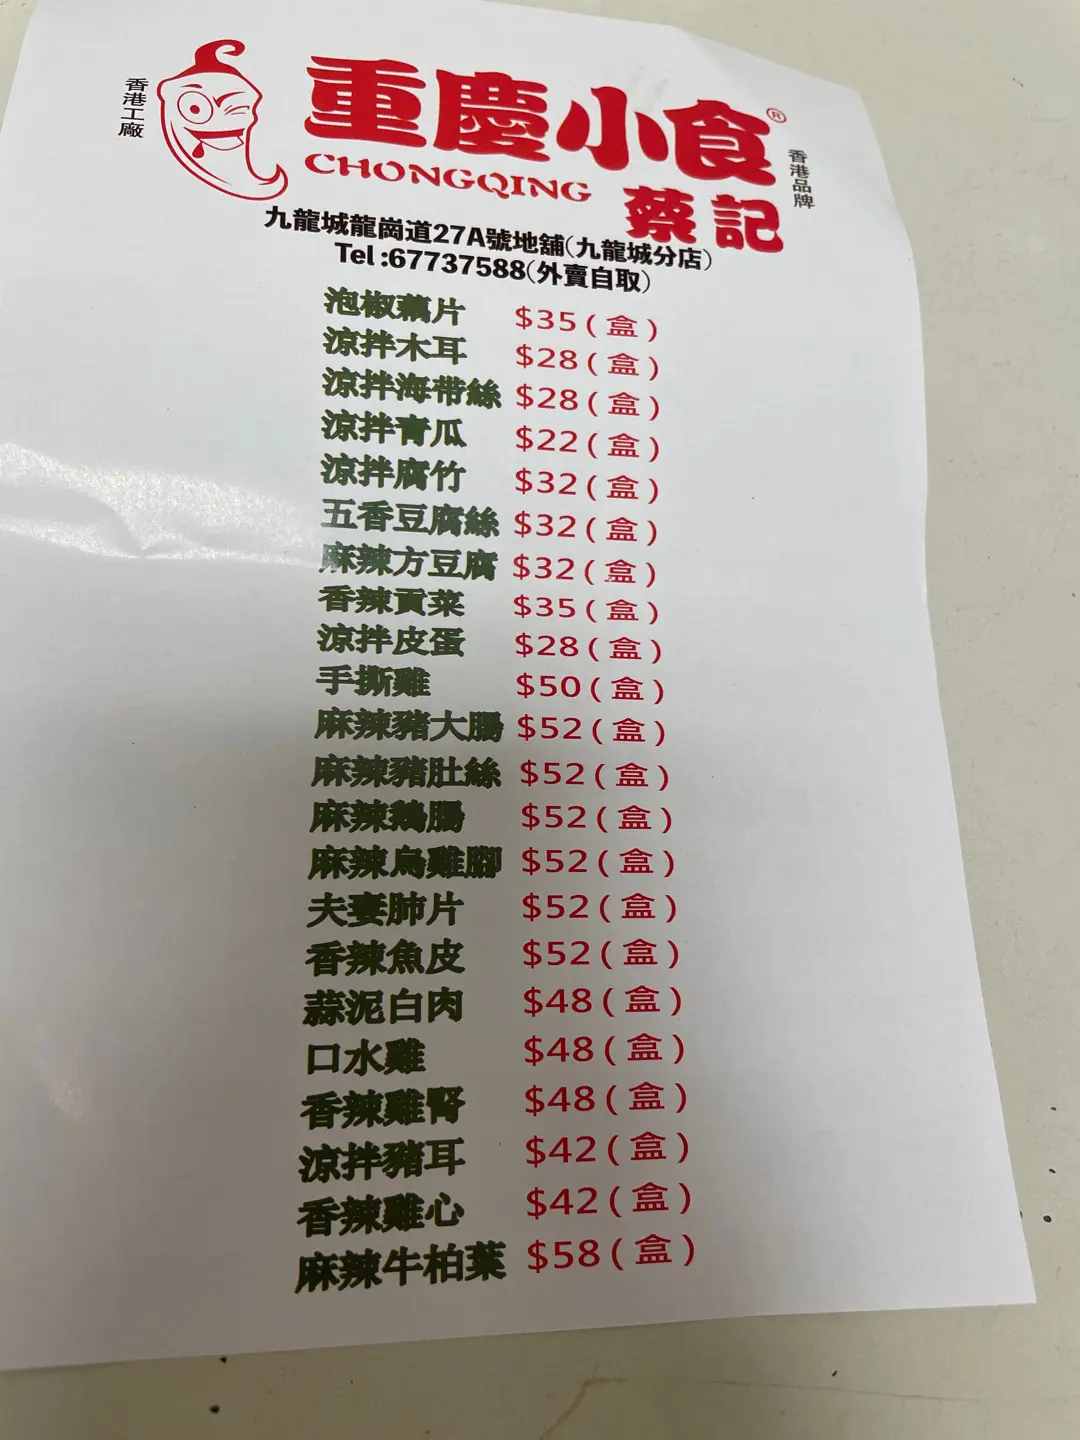 香港工廠
重慶小食®
CHONGQING 蔡記
香港品牌
九龍城龍崗道27A號地舖(九龍城分店)
Tel:67737588(外賣自取)
泡椒藕片 $35(盒)
涼拌木耳 $28(盒)
涼拌海帶絲 $28(盒)
涼拌青瓜 $22(盒)
涼拌腐竹 $32(盒)
五香豆腐絲 $32(盒)
麻辣方豆腐 $32(盒)
香辣貢菜 $35(盒)
涼拌皮蛋 $28(盒)
手撕雞 $50(盒)
麻辣豬大腸 $52(盒)
麻辣豬肚絲 $52(盒)
麻辣鵝腸 $52(盒)
麻辣烏雞腳 $52(盒)
夫妻肺片 $52(盒)
香辣魚皮 $52(盒)
蒜泥白肉 $48(盒)
口水雞 $48(盒)
香辣雞腎 $48(盒)
涼拌豬耳 $42(盒)
香辣雞心 $42(盒)
麻辣牛柏葉 $58(盒)